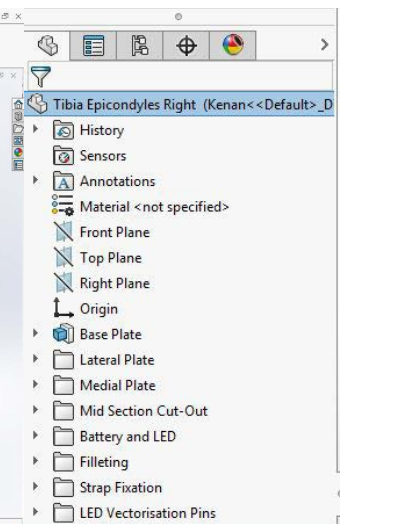 Tibia Epicondyles Right (Kenan<<Default>_D
History
Sensors
Annotations
Material <not specified>
Front Plane
Top Plane
Right Plane
Origin
Base Plate
Lateral Plate
Medial Plate
Mid Section Cut-Out
Battery and LED
Filleting
Strap Fixation
LED Vectorisation Pins